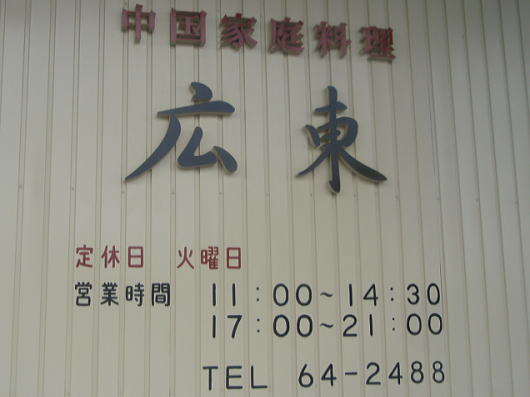 中国家庭料理
広東
定休日 火曜日
営業時間 11:00~14:30
17:00~21:00
TEL 64-2488